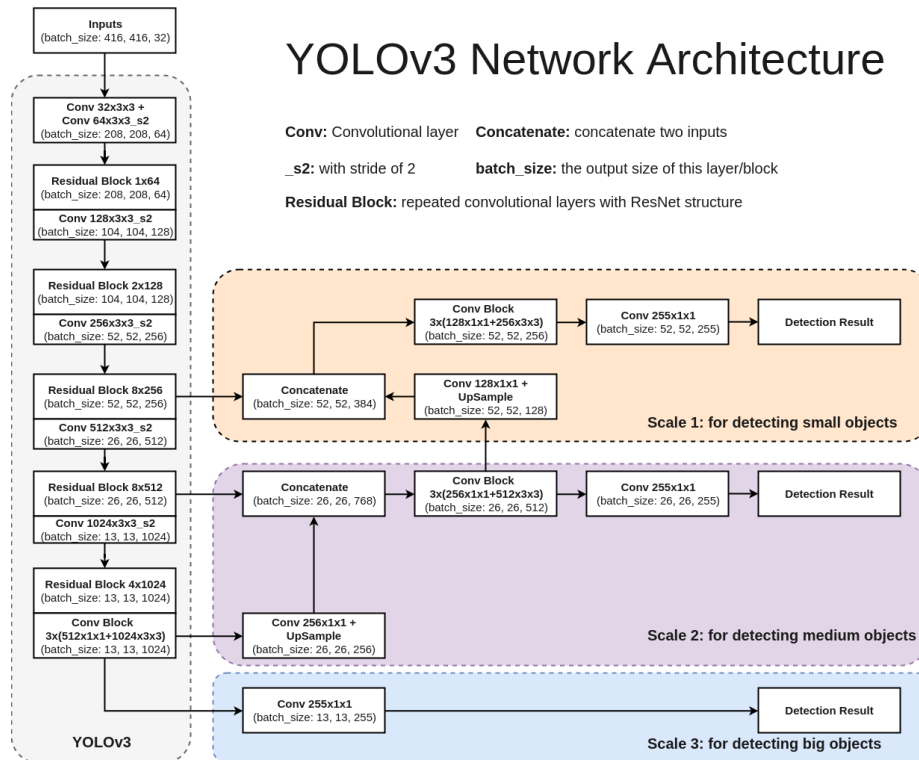 YOLOv3 Network Architecture
Conv: Convolutional layer
Concatenate: concatenate two inputs
_s2: with stride of 2
batch_size: the output size of this layer/block
Residual Block: repeated convolutional layers with ResNet structure
Inputs
(batch_size: 416, 416, 32)
Conv 32x3x3 +
Conv 64x3x3_s2
(batch_size: 208, 208, 64)
Residual Block 1x64
(batch_size: 208, 208, 64)
Conv 128x3x3_s2
(batch_size: 104, 104, 128)
Residual Block 2x128
(batch_size: 104, 104, 128)
Conv 256x3x3_s2
(batch_size: 52, 52, 256)
Residual Block 8x256
(batch_size: 52, 52, 256)
Conv 512x3x3_s2
(batch_size: 26, 26, 512)
Residual Block 8x512
(batch_size: 26, 26, 512)
Conv 1024x3x3_s2
(batch_size: 13, 13, 1024)
Residual Block 4x1024
(batch_size: 13, 13, 1024)
Conv Block
3x(512x1x1+1024x3x3)
(batch_size: 13, 13, 1024)
YOLOv3
Conv Block
3x(128x1x1+256x3x3)
(batch_size: 52, 52, 256)
Conv 255x1x1
(batch_size: 52, 52, 255)
Detection Result
Concatenate
(batch_size: 52, 52, 384)
Conv 128x1x1 +
UpSample
(batch_size: 52, 52, 128)
Scale 1: for detecting small objects
Concatenate
(batch_size: 26, 26, 768)
Conv Block
3x(256x1x1+512x3x3)
(batch_size: 26, 26, 512)
Conv 255x1x1
(batch_size: 26, 26, 255)
Detection Result
Conv 256x1x1 +
UpSample
(batch_size: 26, 26, 256)
Scale 2: for detecting medium objects
Conv 255x1x1
(batch_size: 13, 13, 255)
Detection Result
Scale 3: for detecting big objects